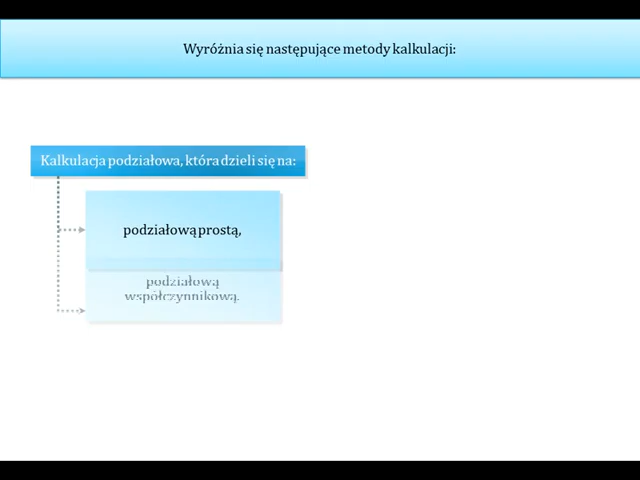 Wyróżnia się następujące metody kalkulacji:
Kalkulacja podziałowa, która dzieli się na:
podziałową prostą,
podziałową
współczynnikową.